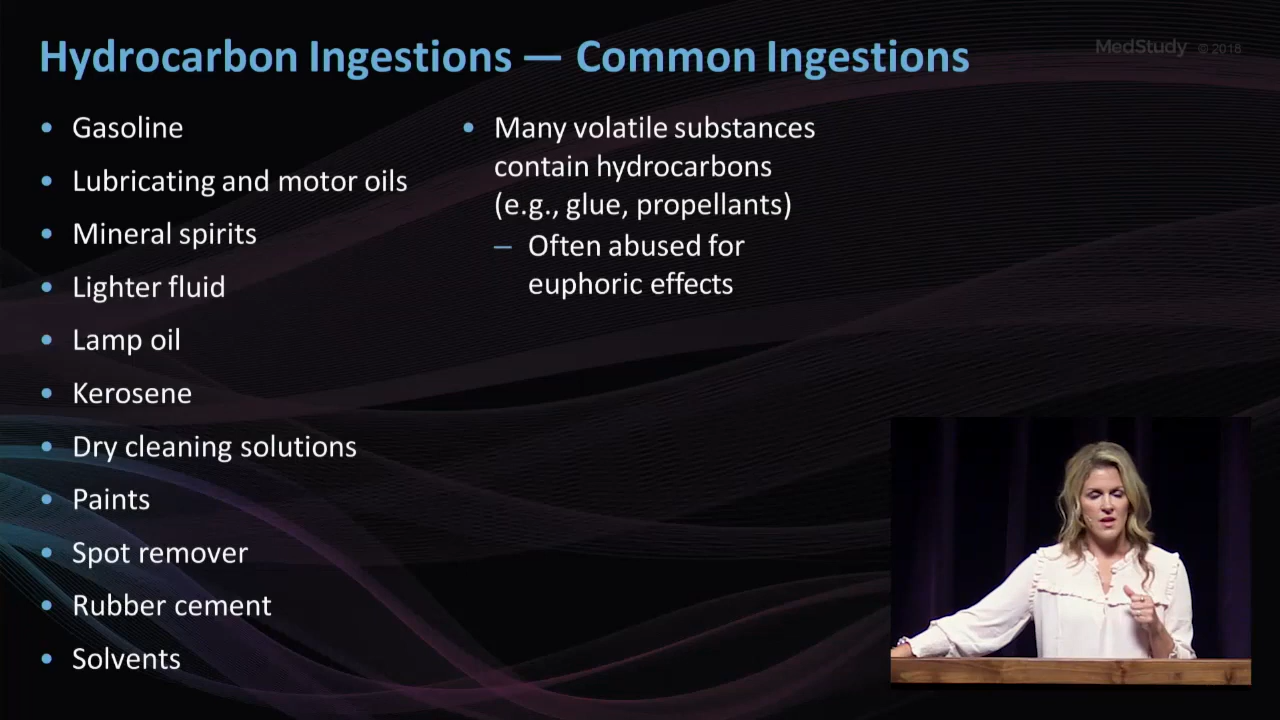 Hydrocarbon Ingestions — Common Ingestions
MedStudy © 2018
• Gasoline
• Lubricating and motor oils
• Mineral spirits
• Lighter fluid
• Lamp oil
• Kerosene
• Dry cleaning solutions
• Paints
• Spot remover
• Rubber cement
• Solvents
• Many volatile substances
contain hydrocarbons
(e.g., glue, propellants)
– Often abused for
euphoric effects